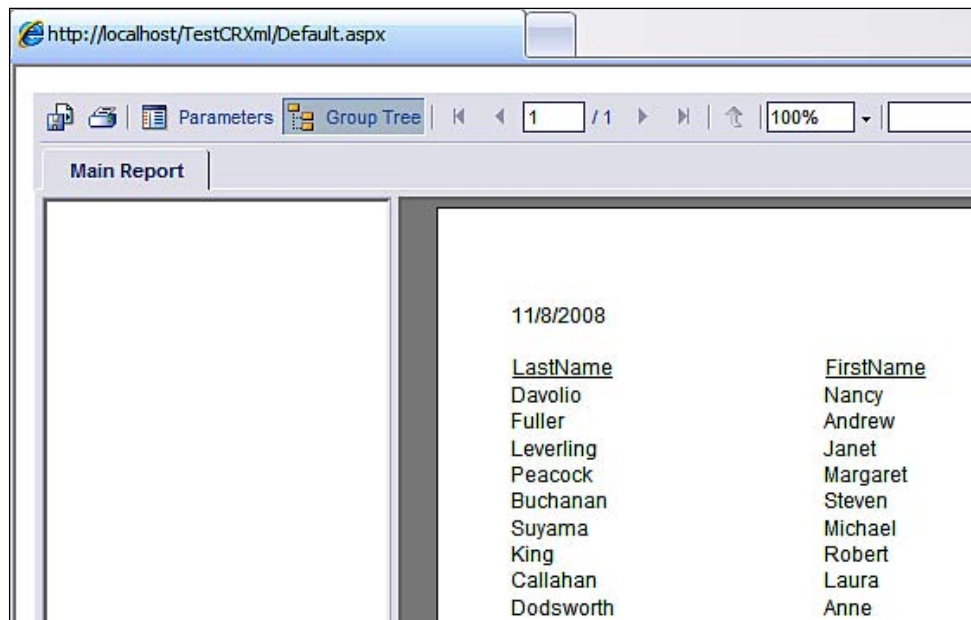 http://localhost/TestCRXml/Default.aspx
Parameters Group Tree 1 / 1 100%
Main Report
11/8/2008
LastName FirstName
Davolio Nancy
Fuller Andrew
Leverling Janet
Peacock Margaret
Buchanan Steven
Suyama Michael
King Robert
Callahan Laura
Dodsworth Anne